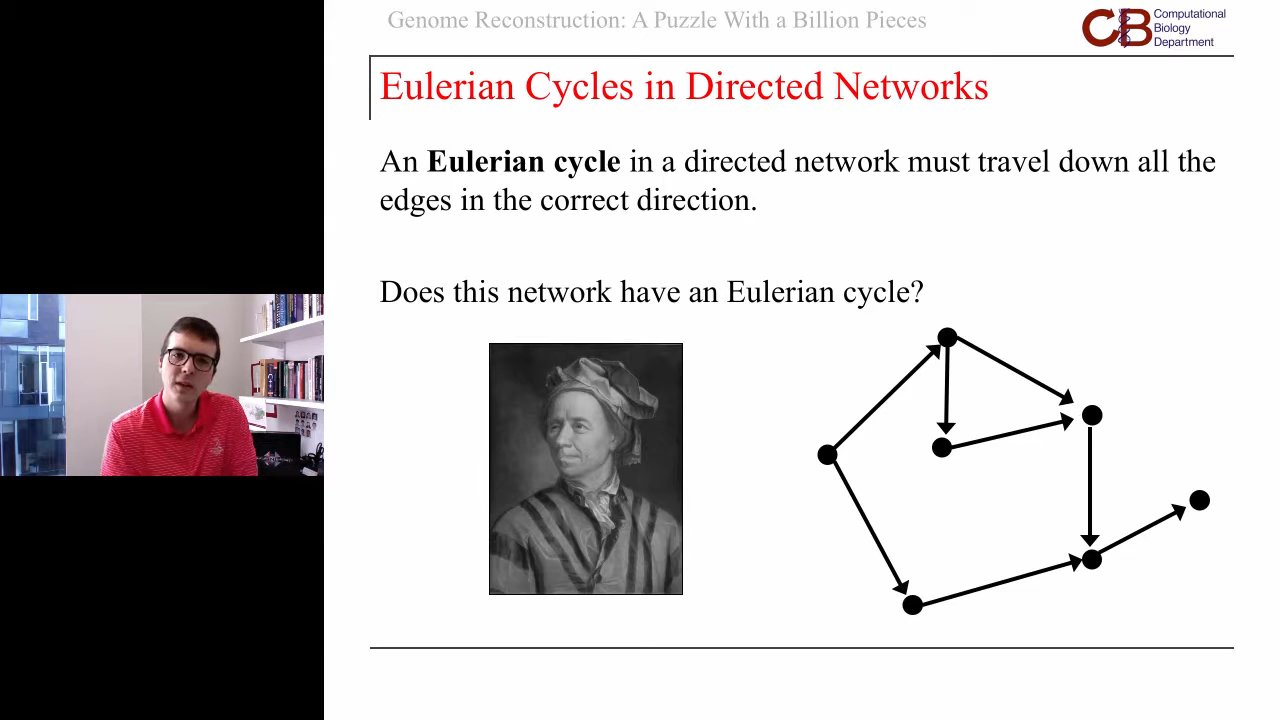 Genome Reconstruction: A Puzzle With a Billion Pieces
CB
Computational
Biology
Department
Eulerian Cycles in Directed Networks
An Eulerian cycle in a directed network must travel down all the
edges in the correct direction.
Does this network have an Eulerian cycle?